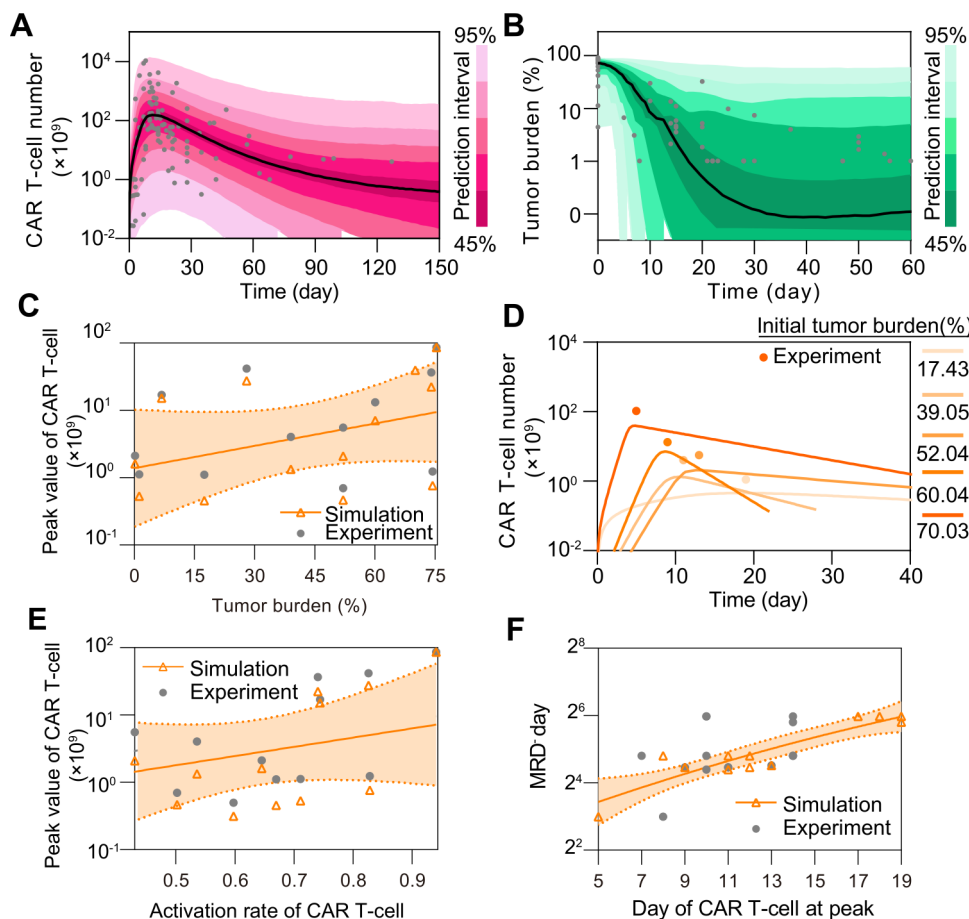 A
CAR T-cell number
(×10⁹)
10⁴
10²
1.0
10⁻²
0
30
60
90
120
150
Time (day)
95%
Prediction interval
45%
B
Tumor burden (%)
100
10
1
0
0
10
20
30
40
50
60
Time (day)
95%
Prediction interval
45%
C
Peak value of CAR T-cell
(×10⁹)
10²
10¹
10⁰
10⁻¹
0
15
30
45
60
75
Tumor burden (%)
Simulation
Experiment
D
Initial tumor burden(%)
Experiment
17.43
39.05
52.04
60.04
70.03
CAR T-cell number
(×10⁹)
10⁴
10²
1.0
10⁻²
0
10
20
30
40
Time (day)
E
Peak value of CAR T-cell
(×10⁹)
10²
10¹
10⁰
10⁻¹
Simulation
Experiment
0.5
0.6
0.7
0.8
0.9
Activation rate of CAR T-cell
F
MRD⁻day
2⁸
2⁶
2⁴
2²
5
7
9
11
13
15
17
19
Simulation
Experiment
Day of CAR T-cell at peak